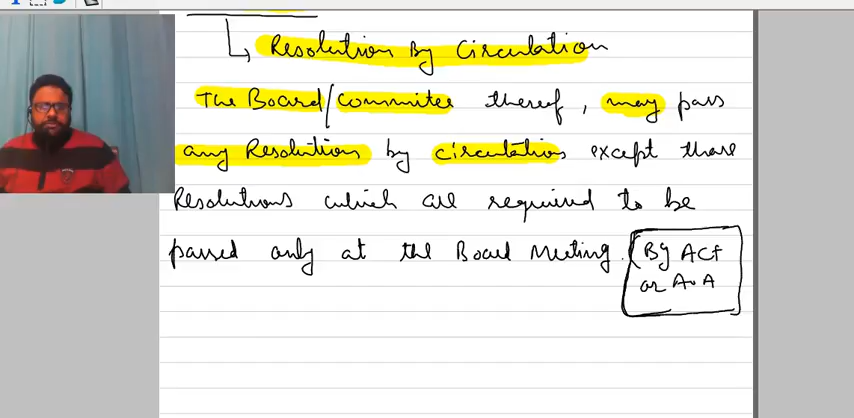 Resolution By Circulation
The Board/Commitee thereof, may pass
any Resolution by circulation except those
Resolutions which are required to be
passed only at the Board Meeting. (By ACT
or AoA